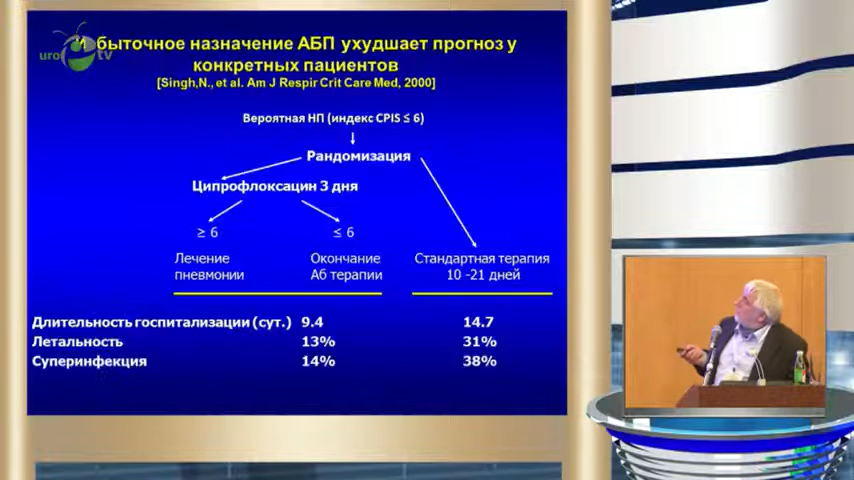 uro tv
быточное назначение АБП ухудшает прогноз у
конкретных пациентов
[Singh,N., et al. Am J Respir Crit Care Med, 2000]
Вероятная НП (индекс CPIS ≤ 6)
Рандомизация
Ципрофлоксацин 3 дня
≥ 6
≤ 6
Лечение
пневмонии
Окончание
Аб терапии
Стандартная терапия
10 -21 дней
Длительность госпитализации (сут.) 9.4 14.7
Летальность 13% 31%
Суперинфекция 14% 38%